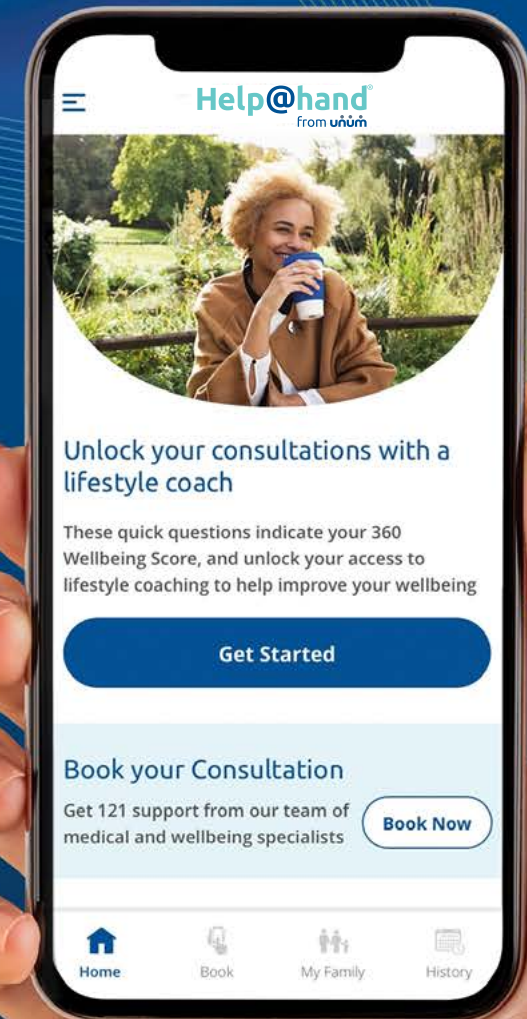 Help@hand®
from unum
Unlock your consultations with a
lifestyle coach
These quick questions indicate your 360
Wellbeing Score, and unlock your access to
lifestyle coaching to help improve your wellbeing
Get Started
Book your Consultation
Get 121 support from our team of
medical and wellbeing specialists
Book Now
Home
Book
My Family
History